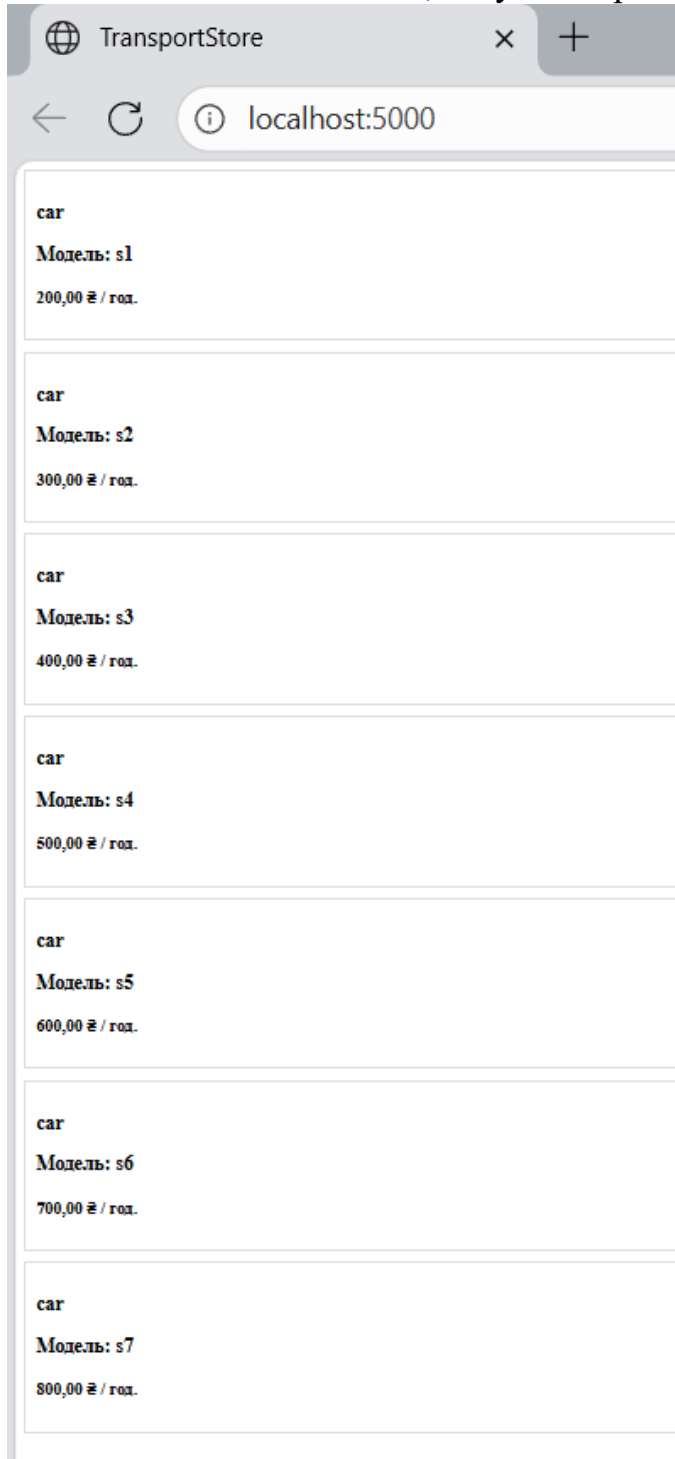 TransportStore
localhost:5000
car
Модель: s1
200,00 ₴ / год.
car
Модель: s2
300,00 ₴ / год.
car
Модель: s3
400,00 ₴ / год.
car
Модель: s4
500,00 ₴ / год.
car
Модель: s5
600,00 ₴ / год.
car
Модель: s6
700,00 ₴ / год.
car
Модель: s7
800,00 ₴ / год.